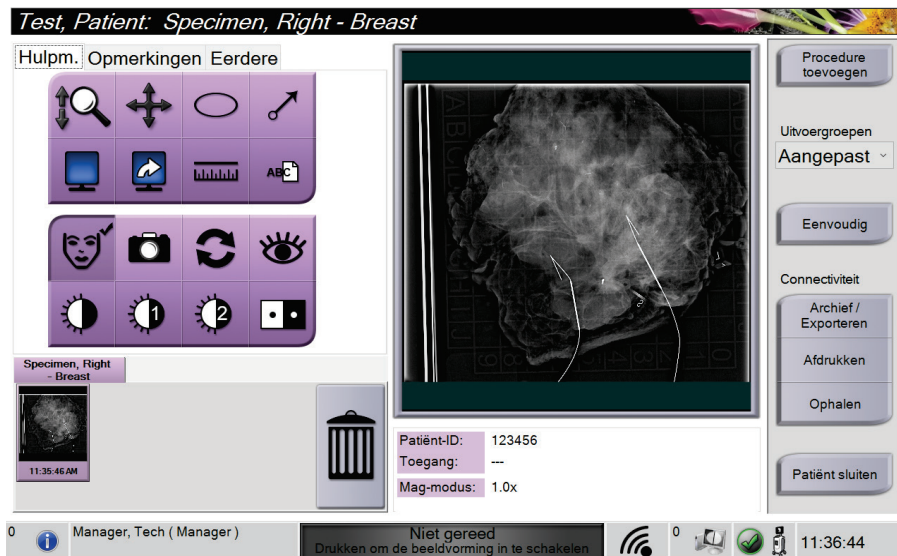 Test, Patient: Specimen, Right - Breast
Hulpm. Opmerkingen Eerdere
ABC
1 2
Specimen, Right
- Breast
11:35:46 AM
Patiënt-ID: 123456
Toegang: ---
Mag-modus: 1.0x
Procedure
toevoegen
Uitvoergroepen
Aangepast
Eenvoudig
Connectiviteit
Archief /
Exporteren
Afdrukken
Ophalen
Patiënt sluiten
0
Manager, Tech ( Manager )
Niet gereed
Drukken om de beeldvorming in te schakelen
0
11:36:44